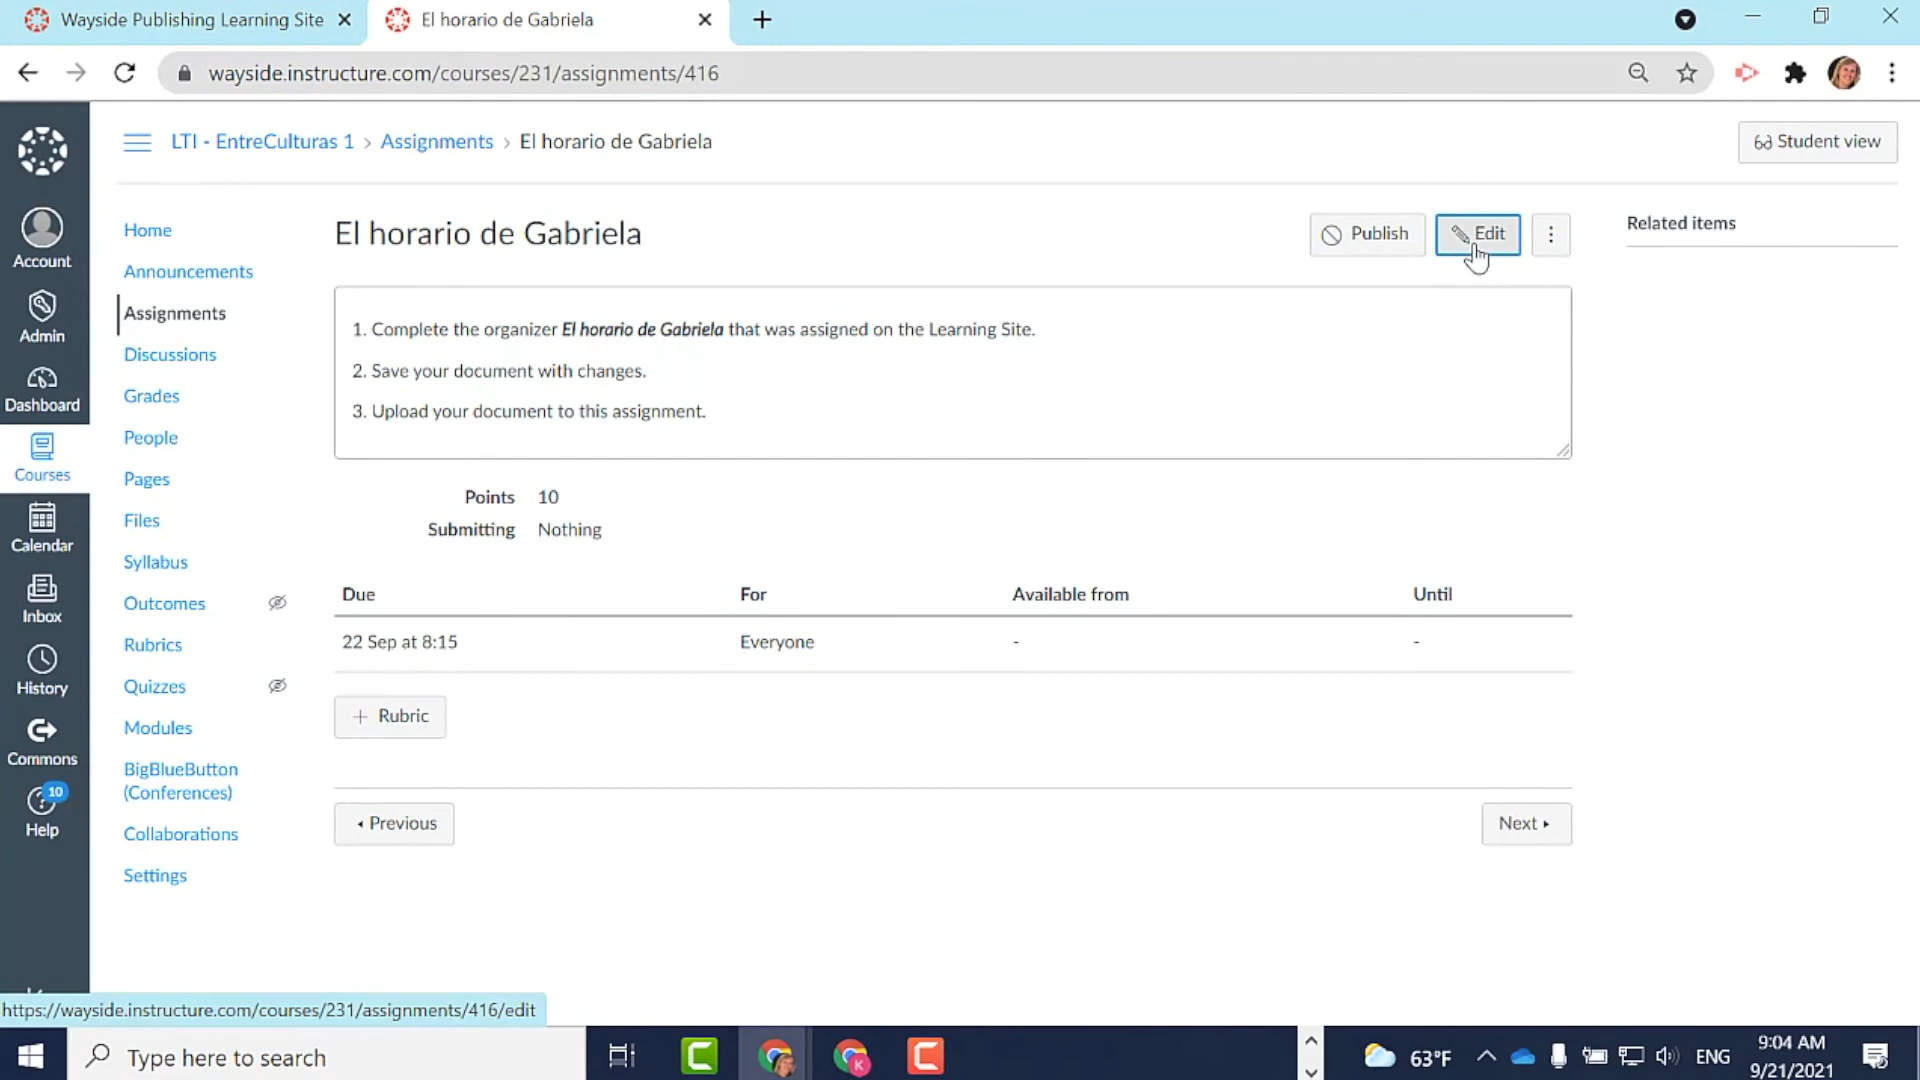 Wayside Publishing Learning Site
El horario de Gabriela
wayside.instructure.com/courses/231/assignments/416
LTI - EntreCulturas 1 › Assignments › El horario de Gabriela
Student view
Account
Admin
Dashboard
Courses
Calendar
Inbox
History
Commons
10
Help
Home
Announcements
Assignments
Discussions
Grades
People
Pages
Files
Syllabus
Outcomes
Rubrics
Quizzes
Modules
BigBlueButton
(Conferences)
Collaborations
Settings
El horario de Gabriela
Publish
Edit
Related items
1. Complete the organizer El horario de Gabriela that was assigned on the Learning Site.
2. Save your document with changes.
3. Upload your document to this assignment.
Points 10
Submitting Nothing
Due For Available from Until
22 Sep at 8:15 Everyone - -
+ Rubric
Previous
Next
https://wayside.instructure.com/courses/231/assignments/416/edit
Type here to search
K
63°F
ENG
9:04 AM
9/21/2021